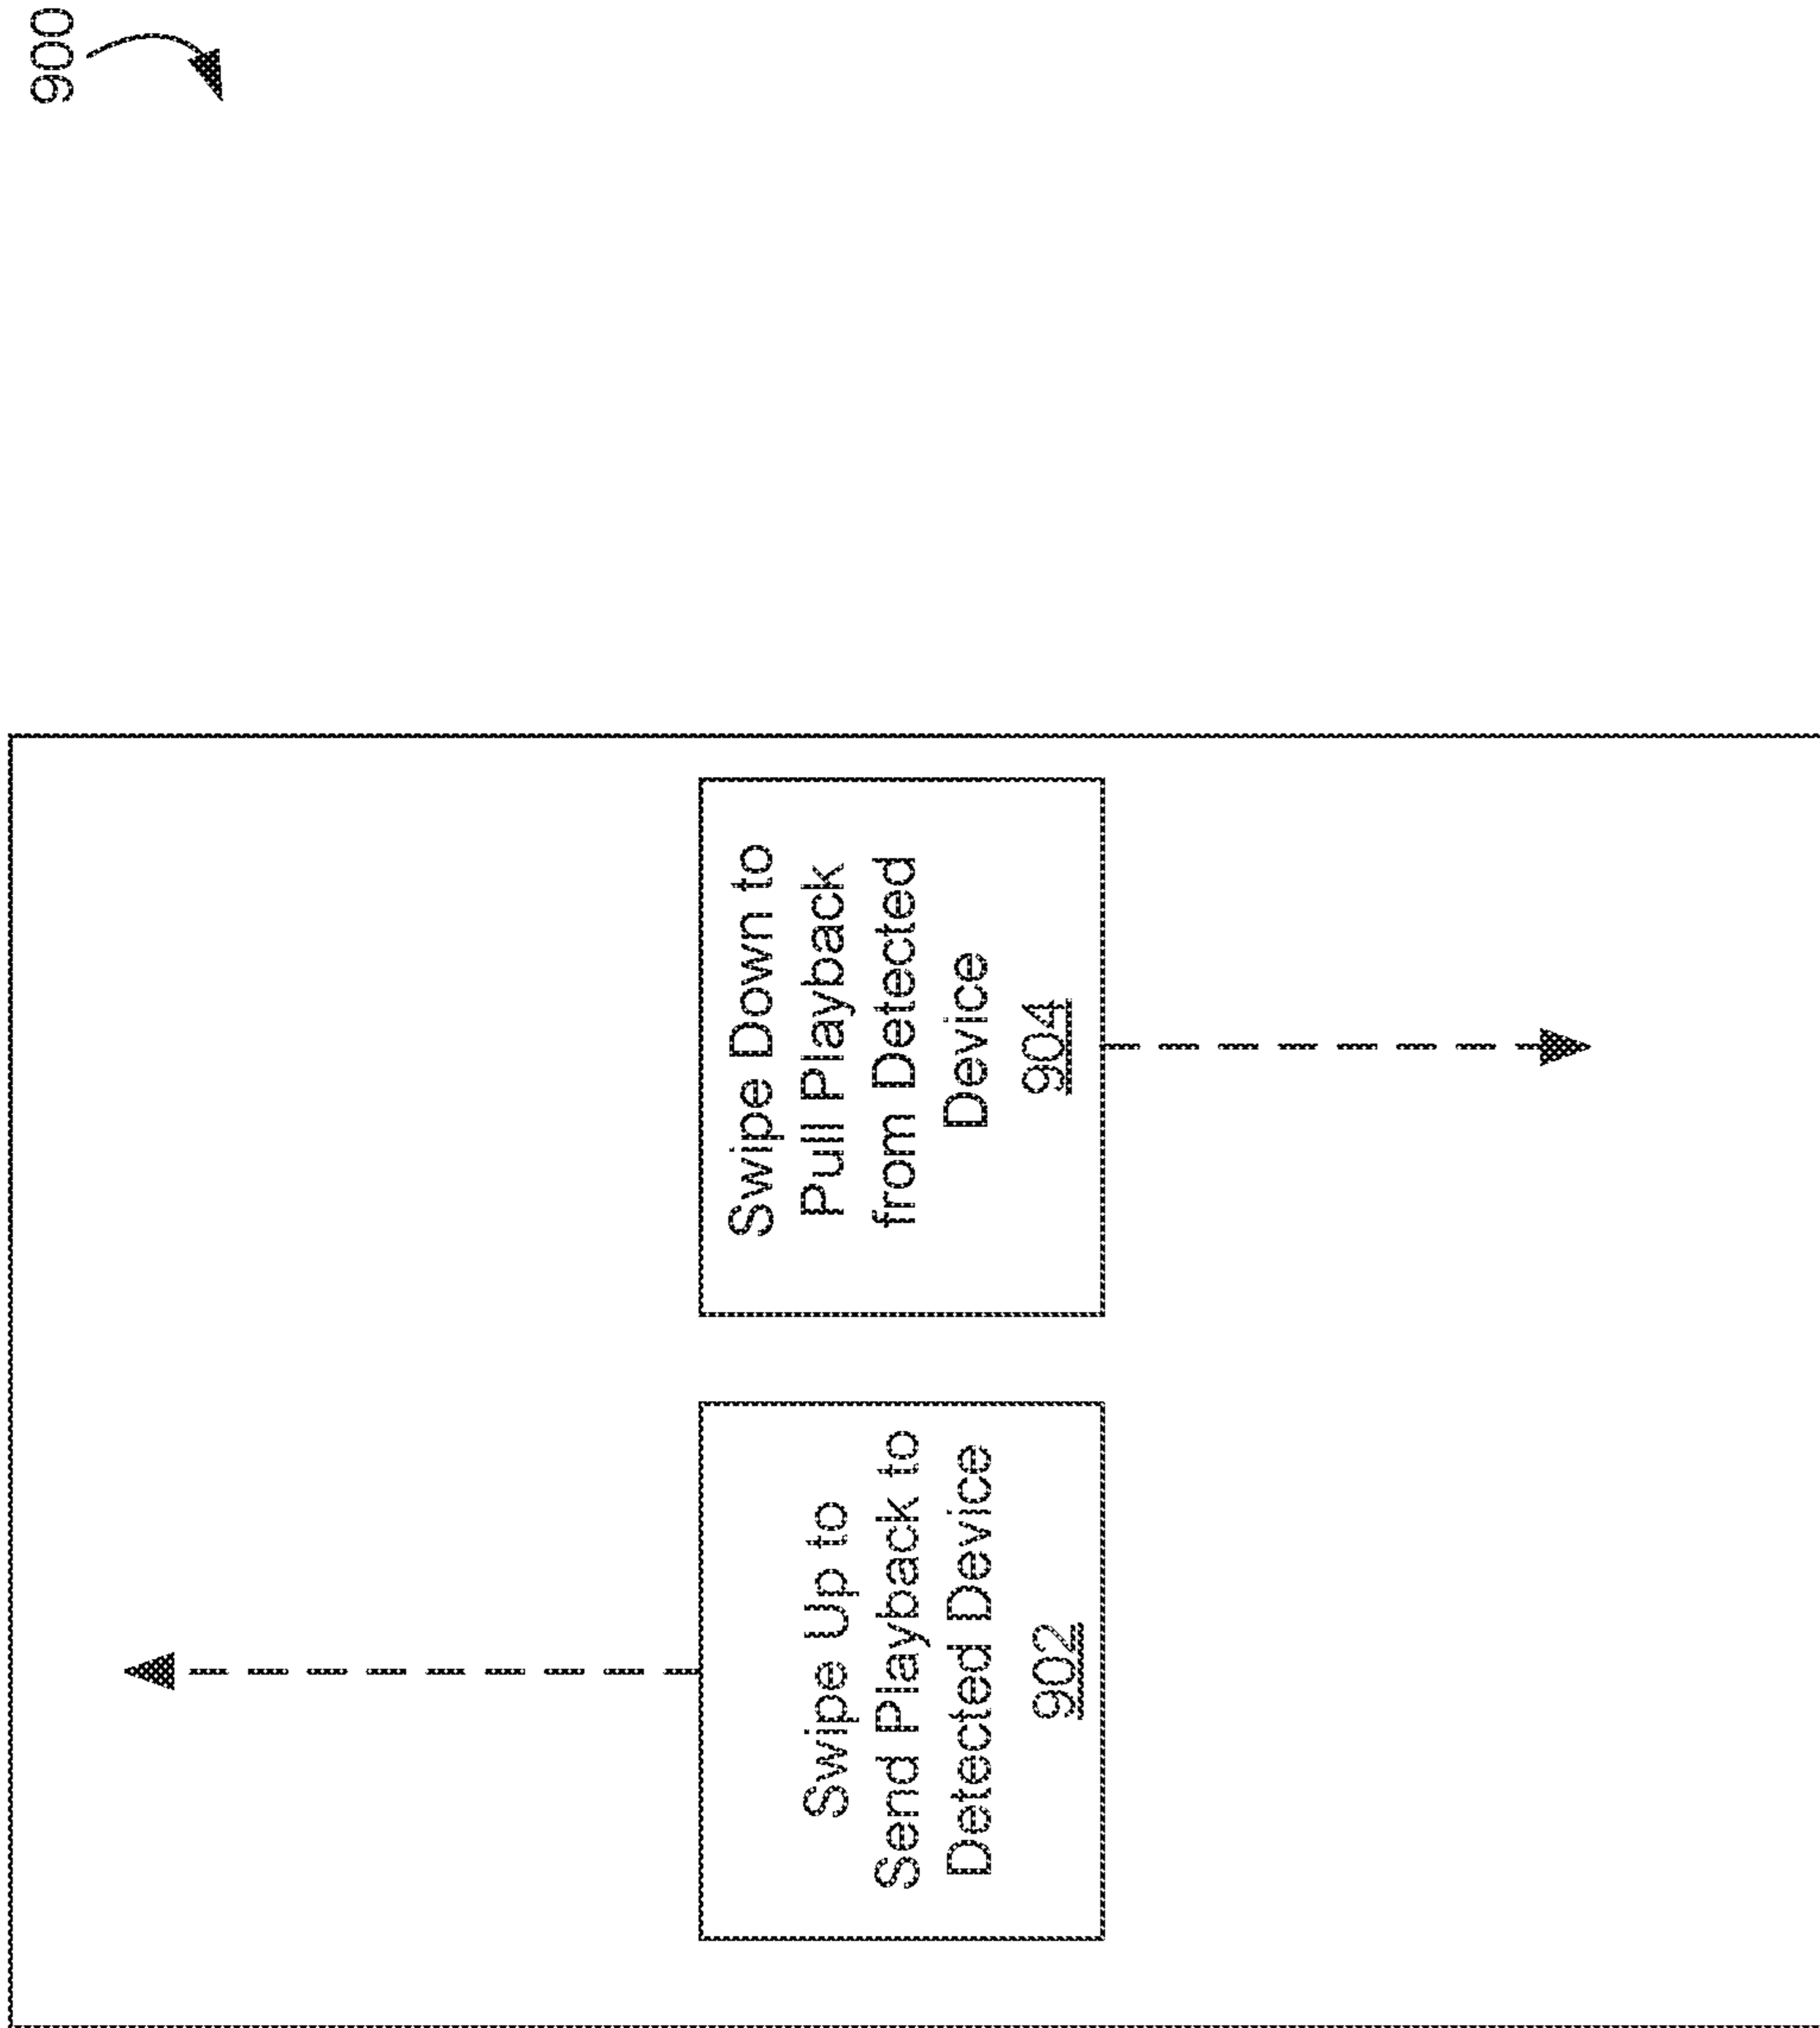 900
Swipe Up to
Send Playback to
Detected Device
902
Swipe Down to
Pull Playback
from Detected
Device
904